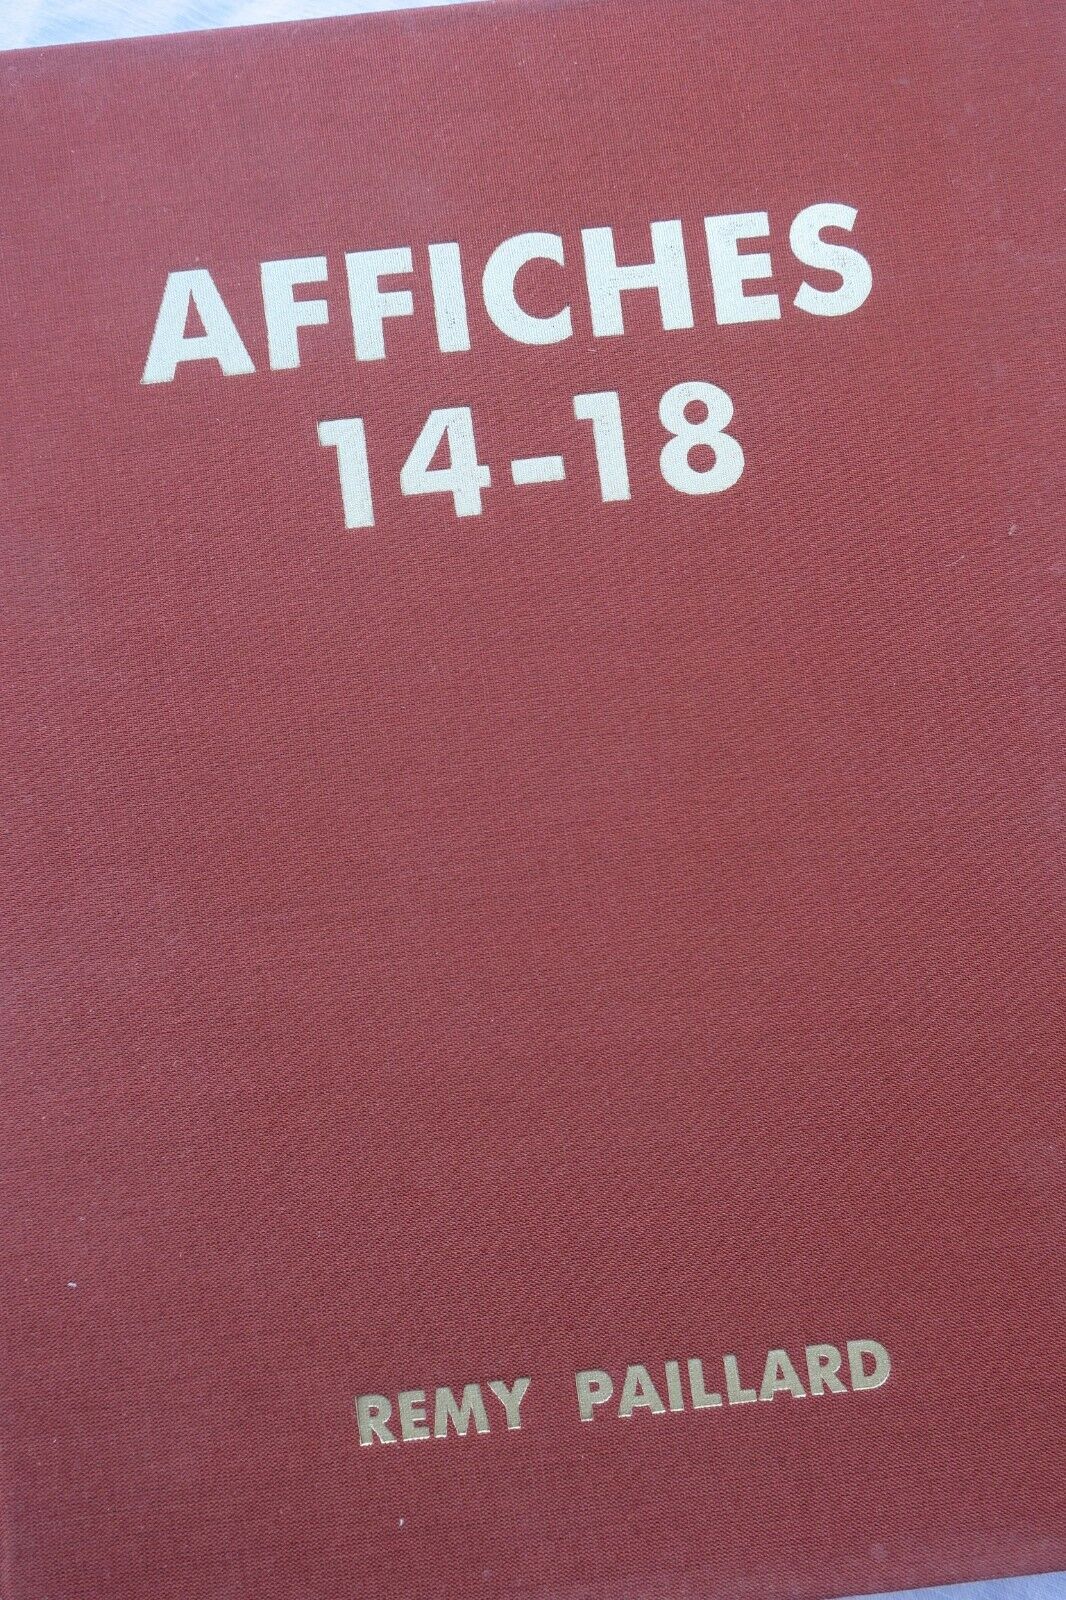 AFFICHES
14-18
REMY PAILLARD